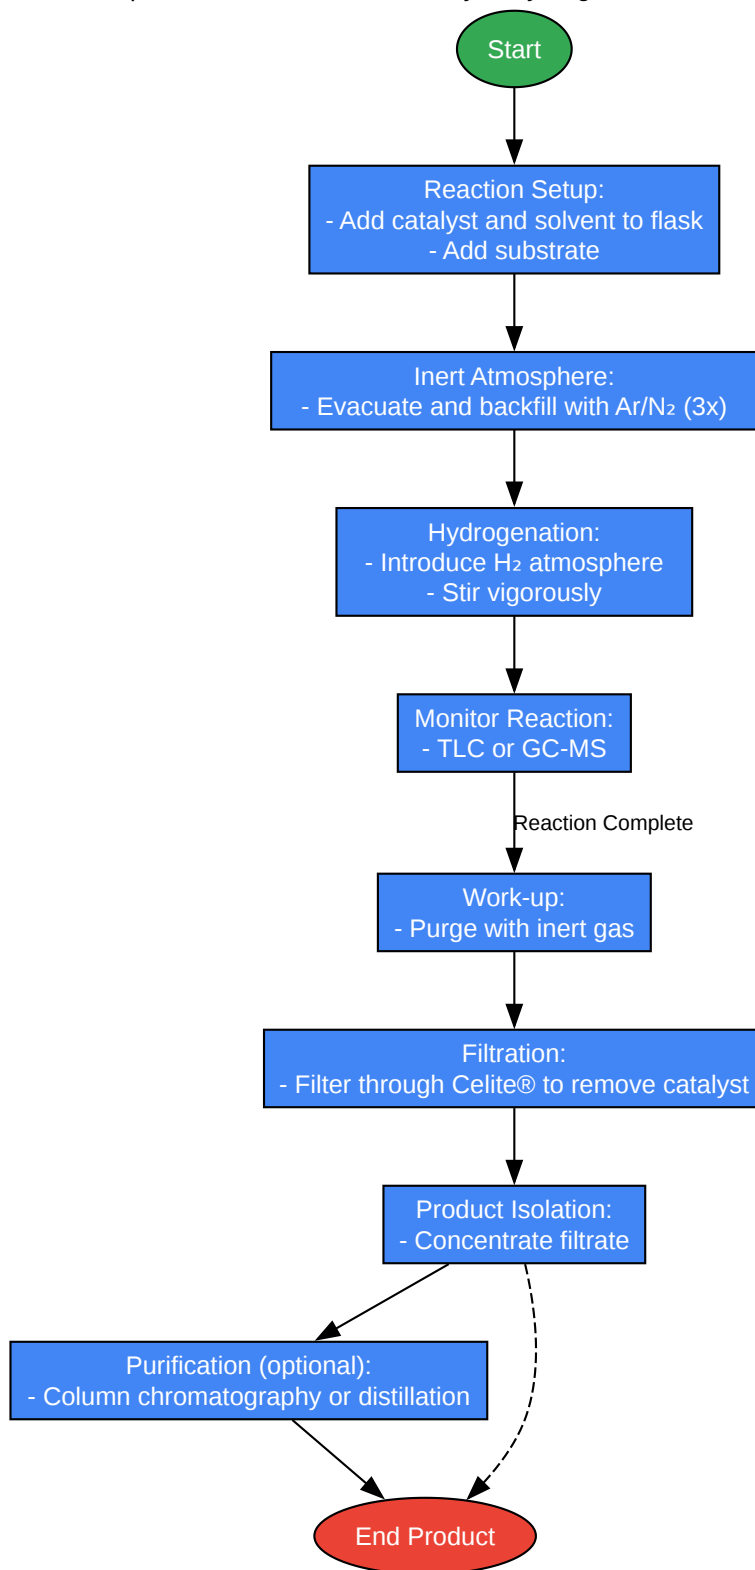 Start
Reaction Setup:
- Add catalyst and solvent to flask
- Add substrate
Inert Atmosphere:
- Evacuate and backfill with Ar/N₂ (3x)
Hydrogenation:
- Introduce H₂ atmosphere
- Stir vigorously
Monitor Reaction:
- TLC or GC-MS
Reaction Complete
Work-up:
- Purge with inert gas
Filtration:
- Filter through Celite® to remove catalyst
Product Isolation:
- Concentrate filtrate
Purification (optional):
- Column chromatography or distillation
End Product